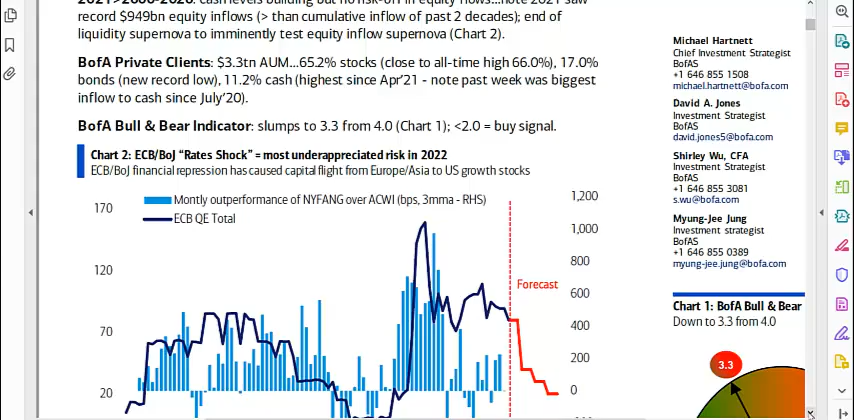 2021>2000-2020: cash levels building but no risk-off in equity flows...note 2021 saw
record $949bn equity inflows (> than cumulative inflow of past 2 decades); end of
liquidity supernova to imminently test equity inflow supernova (Chart 2).
BofA Private Clients: $3.3tn AUM...65.2% stocks (close to all-time high 66.0%), 17.0%
bonds (new record low), 11.2% cash (highest since Apr'21 - note past week was biggest
inflow to cash since July'20).
BofA Bull & Bear Indicator: slumps to 3.3 from 4.0 (Chart 1); <2.0 = buy signal.
Chart 2: ECB/BoJ “Rates Shock” = most underappreciated risk in 2022
ECB/BoJ financial repression has caused capital flight from Europe/Asia to US growth stocks
Montly outperformance of NYFANG over ACWI (bps, 3mma - RHS)
ECB QE Total
170
120
70
20
1,200
1,000
800
600
400
200
0
Forecast
Michael Hartnett
Chief Investment Strategist
BofAS
+1 646 855 1508
michael.hartnett@bofa.com
David A. Jones
Investment Strategist
BofAS
david.jones5@bofa.com
Shirley Wu, CFA
Investment Strategist
BofAS
+1 646 855 3081
s.wu@bofa.com
Myung-Jee Jung
Investment strategist
BofAS
+1 646 855 0389
myung-jee.jung@bofa.com
Chart 1: BofA Bull & Bear
Down to 3.3 from 4.0
3.3